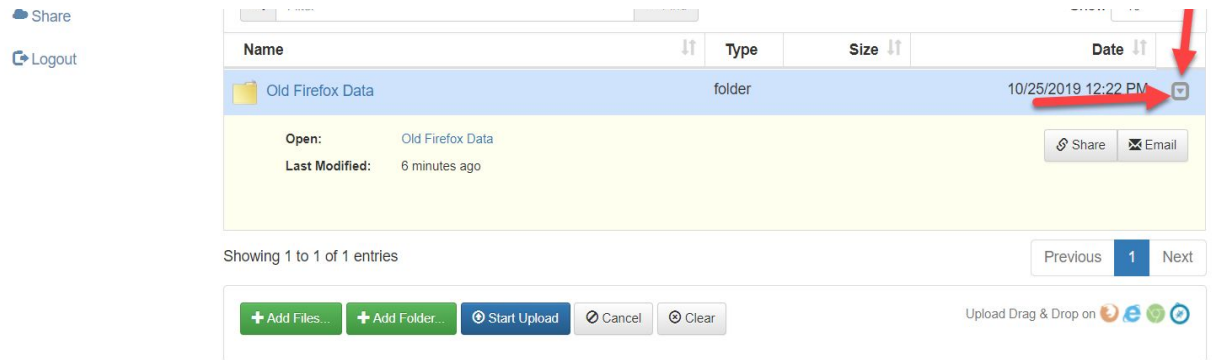 Share
Logout
Name Type Size Date
Old Firefox Data folder 10/25/2019 12:22 PM
Open: Old Firefox Data Share Email
Last Modified: 6 minutes ago
Showing 1 to 1 of 1 entries Previous 1 Next
Add Files... Add Folder... Start Upload Cancel Clear Upload Drag & Drop on